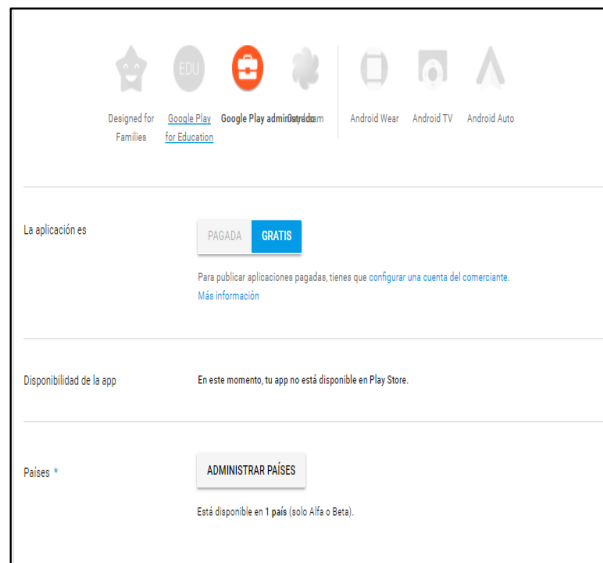 EDU
Designed for Families
Google Play for Education
Google Play administrado
Android Wear
Android TV
Android Auto
La aplicación es
PAGADA GRATIS
Para publicar aplicaciones pagadas, tienes que configurar una cuenta del comerciante.
Más información
Disponibilidad de la app
En este momento, tu app no está disponible en Play Store.
Países *
ADMINISTRAR PAÍSES
Está disponible en 1 país (solo Alfa o Beta).